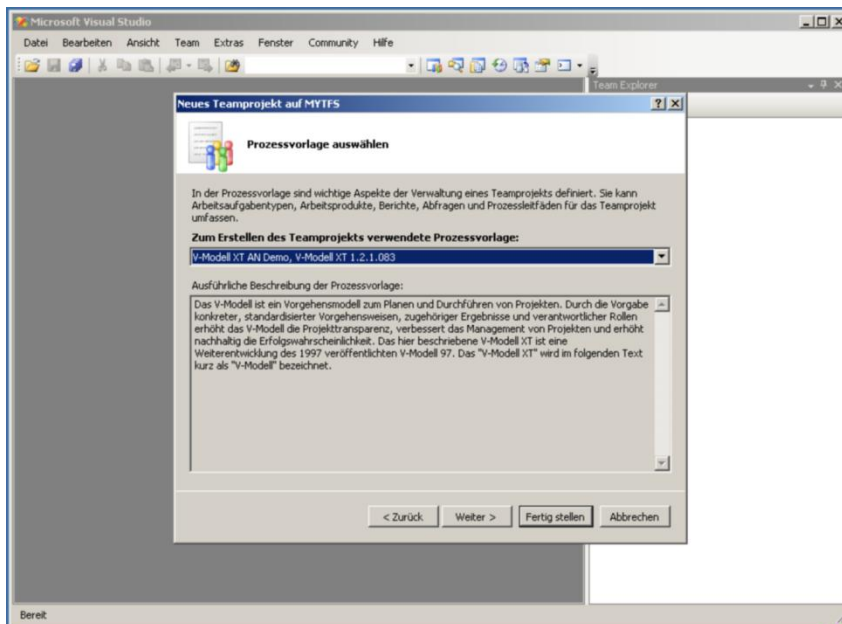 Microsoft Visual Studio
Datei Bearbeiten Ansicht Team Extras Fenster Community Hilfe
Team Explorer
Neues Teamprojekt auf MYTFS
Prozessvorlage auswählen
In der Prozessvorlage sind wichtige Aspekte der Verwaltung eines Teamprojekts definiert. Sie kann
Arbeitsaufgabentypen, Arbeitsprodukte, Berichte, Abfragen und Prozessleitfäden für das Teamprojekt
umfassen.
Zum Erstellen des Teamprojekts verwendete Prozessvorlage:
V-Modell XT AN Demo, V-Modell XT 1.2.1.083
Ausführliche Beschreibung der Prozessvorlage:
Das V-Modell ist ein Vorgehensmodell zum Planen und Durchführen von Projekten. Durch die Vorgabe
konkreter, standardisierter Vorgehensweisen, zugehöriger Ergebnisse und verantwortlicher Rollen
erhöht das V-Modell die Projekttransparenz, verbessert das Management von Projekten und erhöht
nachhaltig die Erfolgswahrscheinlichkeit. Das hier beschriebene V-Modell XT ist eine
Weiterentwicklung des 1997 veröffentlichten V-Modell 97. Das "V-Modell XT" wird im folgenden Text
kurz als "V-Modell" bezeichnet.
< Zurück Weiter > Fertig stellen Abbrechen
Bereit